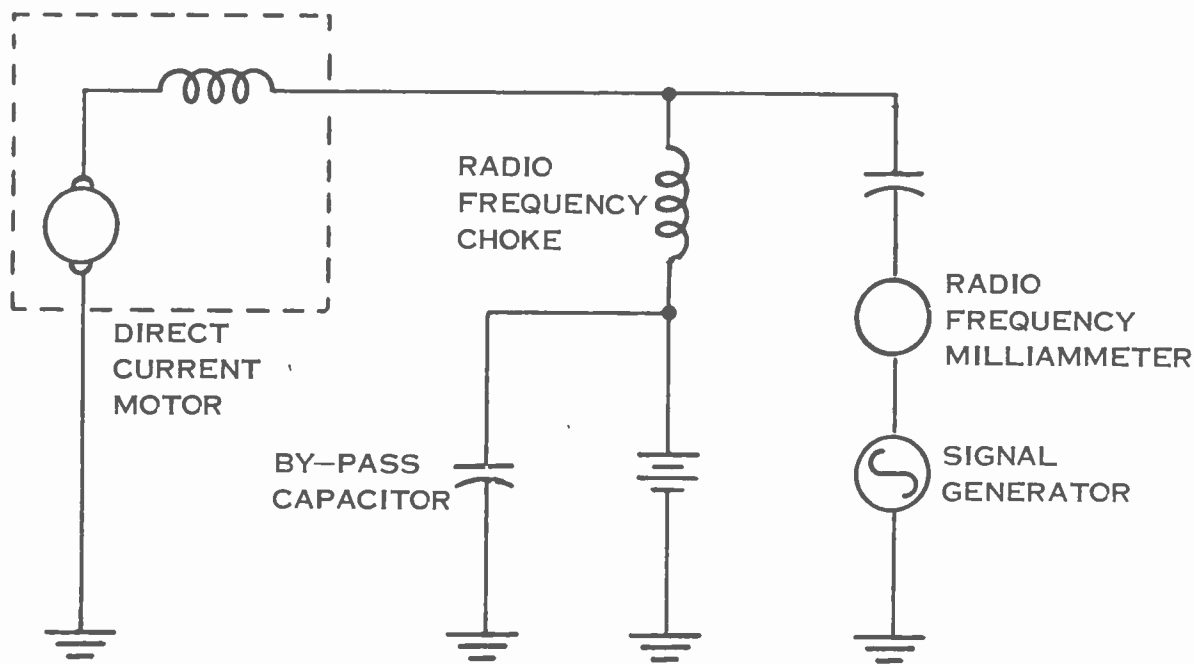 RADIO
FREQUENCY
CHOKE
RADIO
FREQUENCY
MILLIAMMETER
DIRECT
CURRENT
MOTOR
BY-PASS
CAPACITOR
SIGNAL
GENERATOR